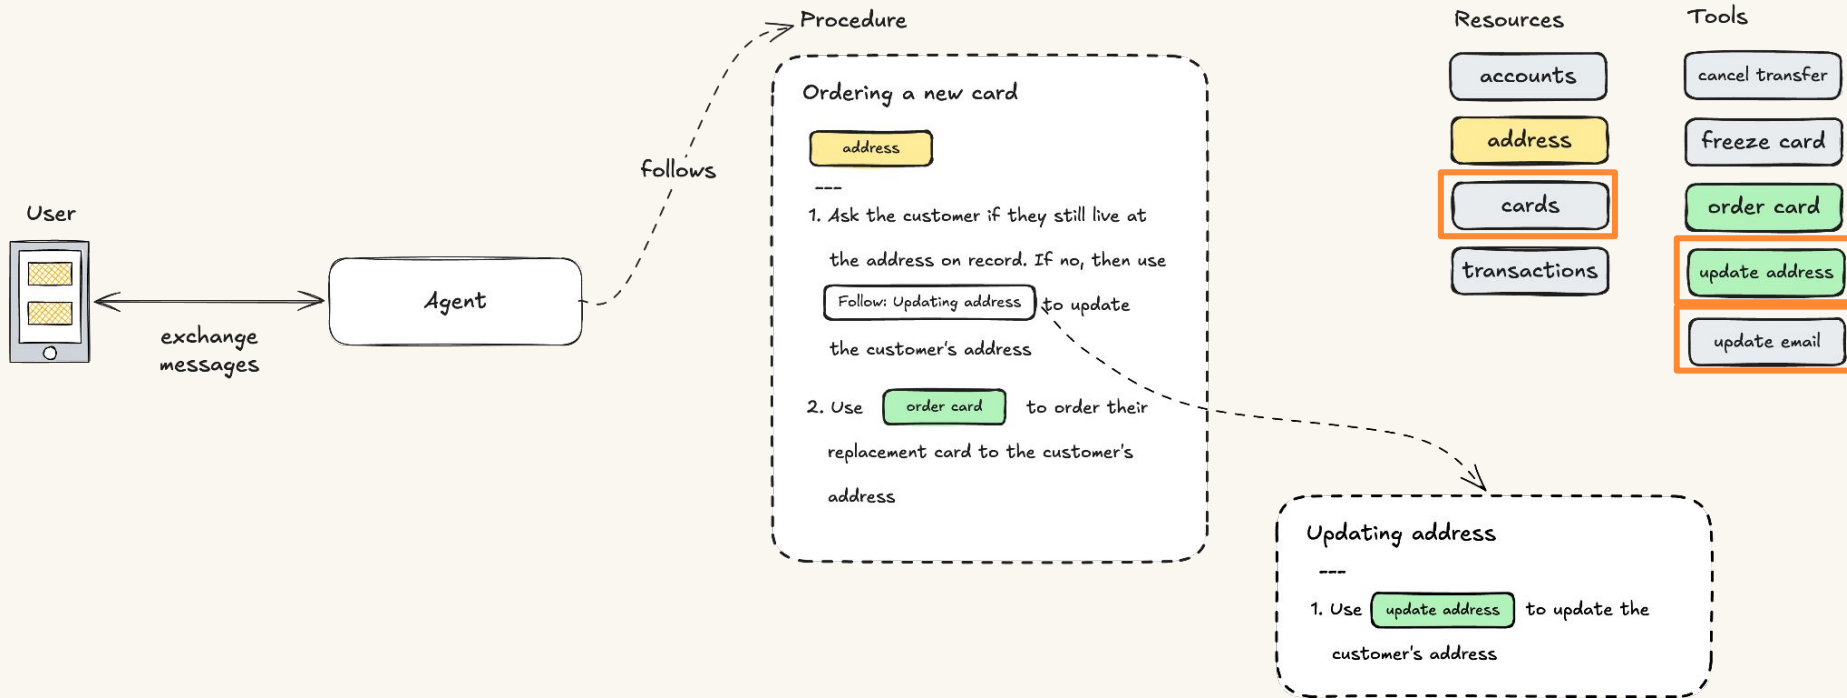 User
exchange
messages
Agent
follows
Procedure
Ordering a new card
address
---
1. Ask the customer if they still live at
the address on record. If no, then use
Follow: Updating address to update
the customer's address
2. Use order card to order their
replacement card to the customer's
address
Updating address
---
1. Use update address to update the
customer's address
Resources
accounts
address
cards
transactions
Tools
cancel transfer
freeze card
order card
update address
update email